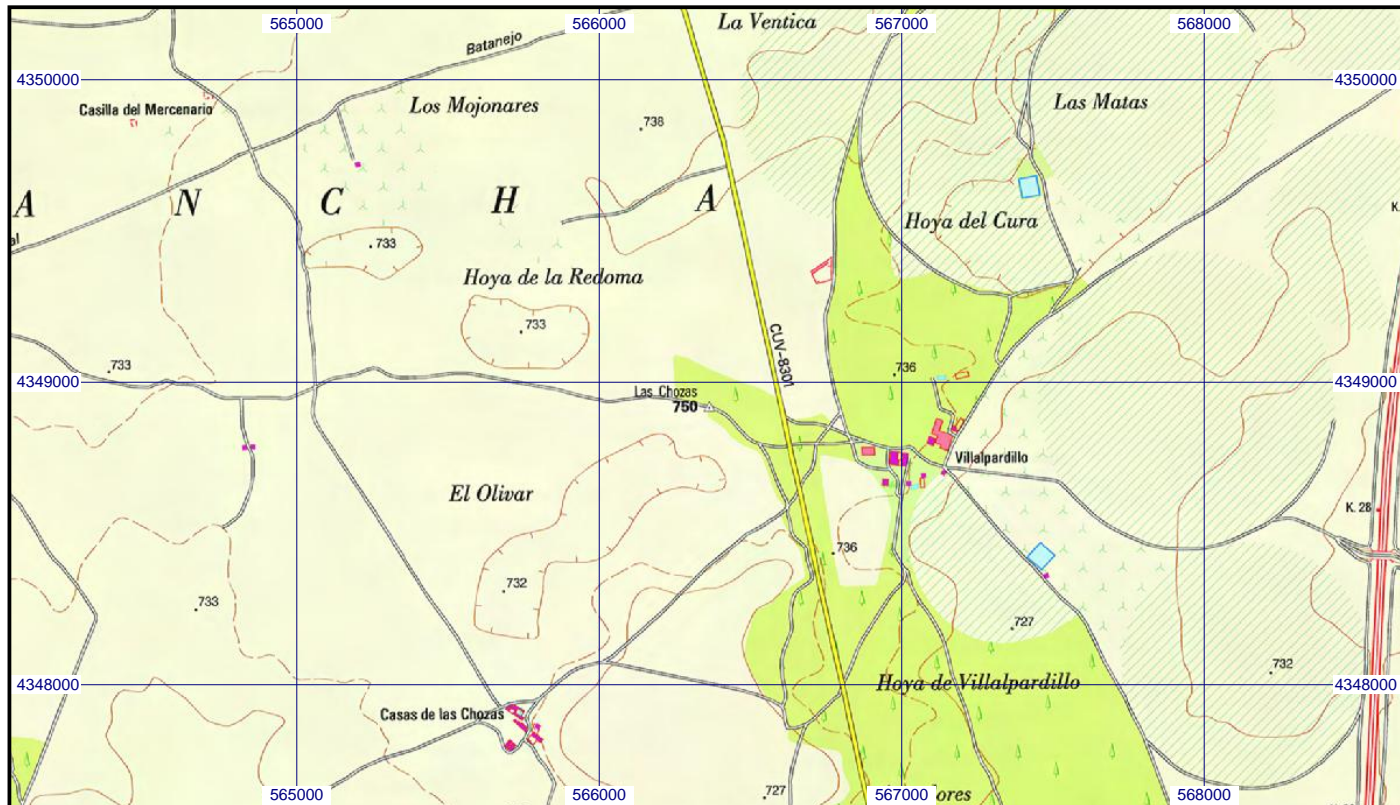 565000
566000
La Ventica
567000
568000
Batanejo
4350000
4350000
Casilla del Mercenario
Los Mojonares
Las Matas
738
A
N
C
H
A
K.
al
733
Hoya del Cura
Hoya de la Redoma
733
CUV-8301
733
736
4349000
4349000
Las Chozas
750
Villalpardillo
El Olivar
K. 28
736
732
733
727
732
4348000
4348000
Hoya de Villalpardillo
Casas de las Chozas
727
565000
566000
567000
ores
568000